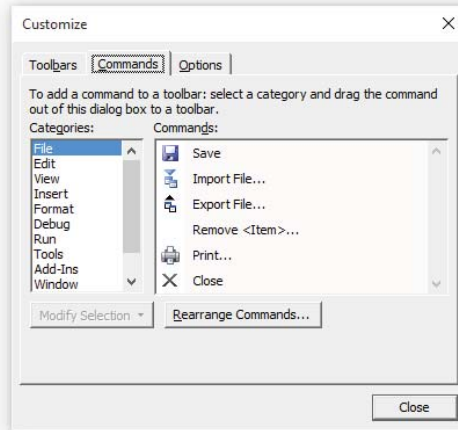 Customize
Toolbars Commands Options
To add a command to a toolbar: select a category and drag the command
out of this dialog box to a toolbar.
Categories: Commands:
File
Edit
View
Insert
Format
Debug
Run
Tools
Add-Ins
Window
Save
Import File...
Export File...
Remove <Item>...
Print...
Close
Modify Selection
Rearrange Commands...
Close